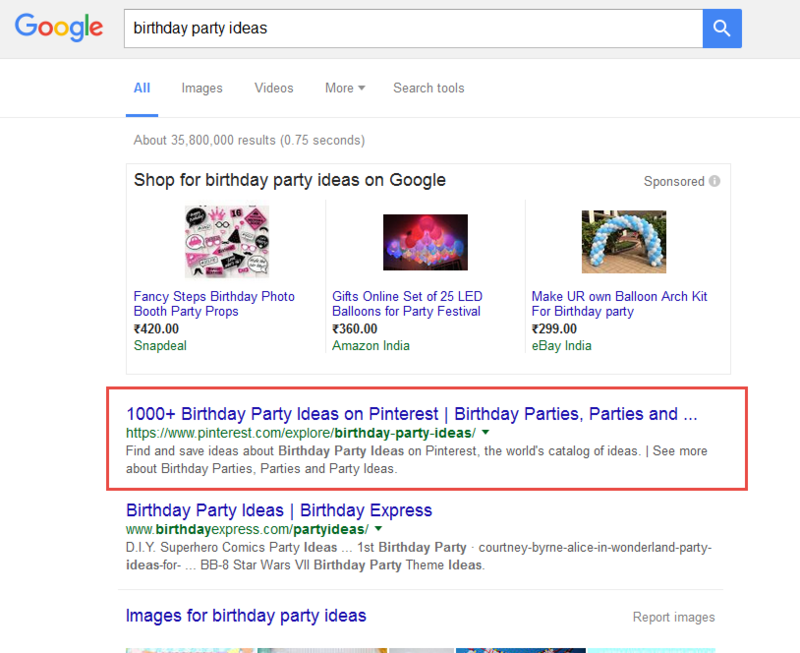 Google
birthday party ideas
All Images Videos More Search tools
About 35,800,000 results (0.75 seconds)
Shop for birthday party ideas on Google
Sponsored
16
Fancy Steps Birthday Photo
Booth Party Props
₹420.00
Snapdeal
Gifts Online Set of 25 LED
Balloons for Party Festival
₹360.00
Amazon India
Make UR own Balloon Arch Kit
For Birthday party
₹299.00
eBay India
1000+ Birthday Party Ideas on Pinterest | Birthday Parties, Parties and ...
https://www.pinterest.com/explore/birthday-party-ideas/
Find and save ideas about Birthday Party Ideas on Pinterest, the world's catalog of ideas. | See more
about Birthday Parties, Parties and Party Ideas.
Birthday Party Ideas | Birthday Express
www.birthdayexpress.com/partyideas/
D.I.Y. Superhero Comics Party Ideas ... 1st Birthday Party · courtney-byrne-alice-in-wonderland-party-
ideas-for- ... BB-8 Star Wars VII Birthday Party Theme Ideas.
Images for birthday party ideas
Report images